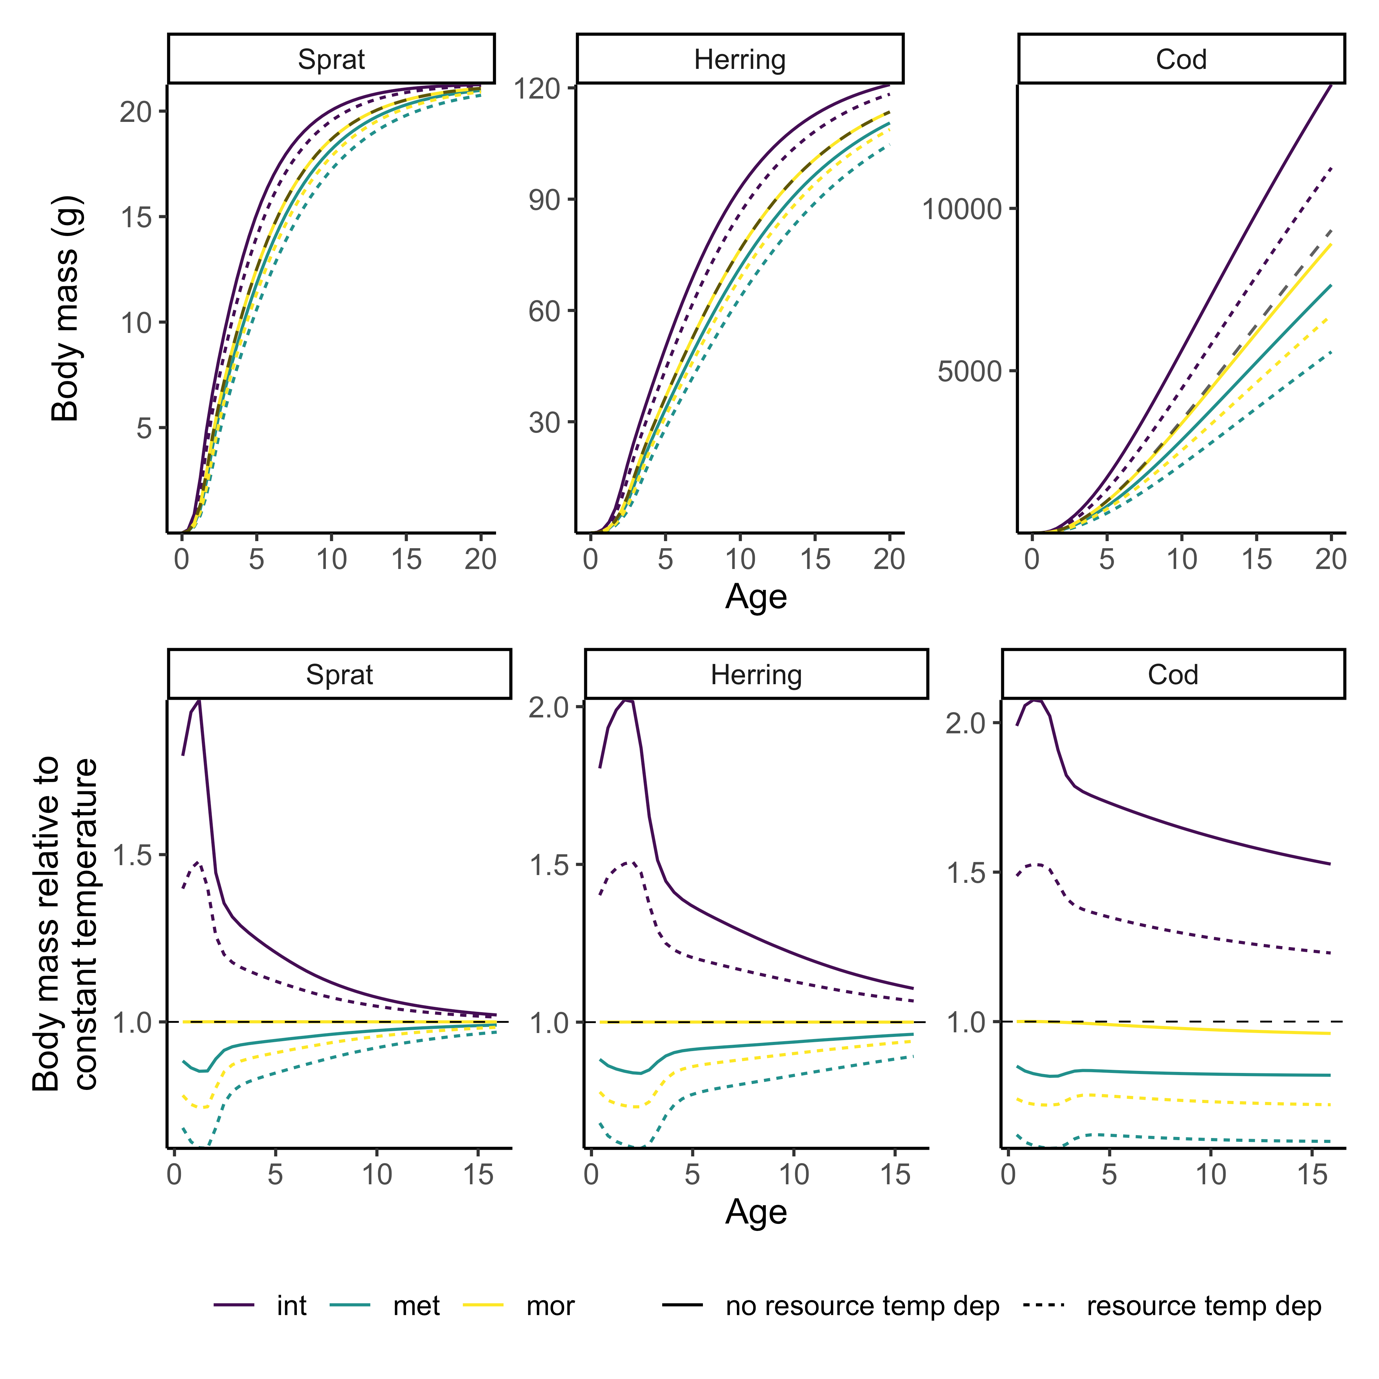 Sprat Herring Cod
Body mass (g)
20
15
10
5
120
90
60
30
10000
5000
0 5 10 15 20 0 5 10 15 20 0 5 10 15 20
Age
Sprat Herring Cod
Body mass relative to
constant temperature
1.5
1.0
2.0
1.5
1.0
2.0
1.5
1.0
0 5 10 15 0 5 10 15 0 5 10 15
Age
int met mor no resource temp dep resource temp dep